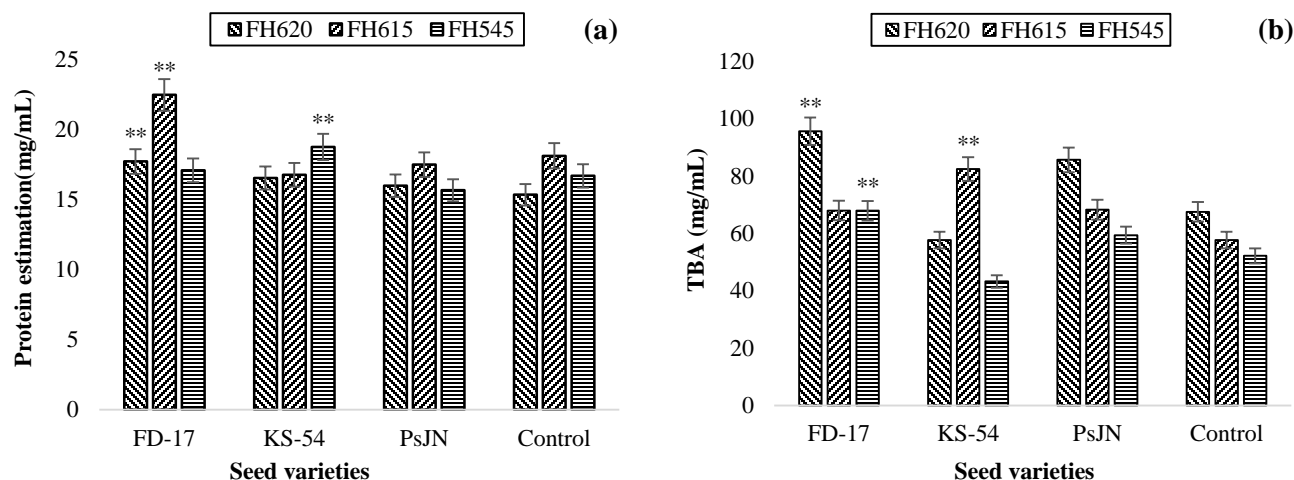 FH620 FH615 FH545
(a)
Protein estimation(mg/mL)
25
20
15
10
5
0
**
**
**
FD-17 KS-54 PsJN Control
Seed varieties
FH620 FH615 FH545
(b)
TBA (mg/mL)
120
100
80
60
40
20
0
**
**
**
FD-17 KS-54 PsJN Control
Seed varieties